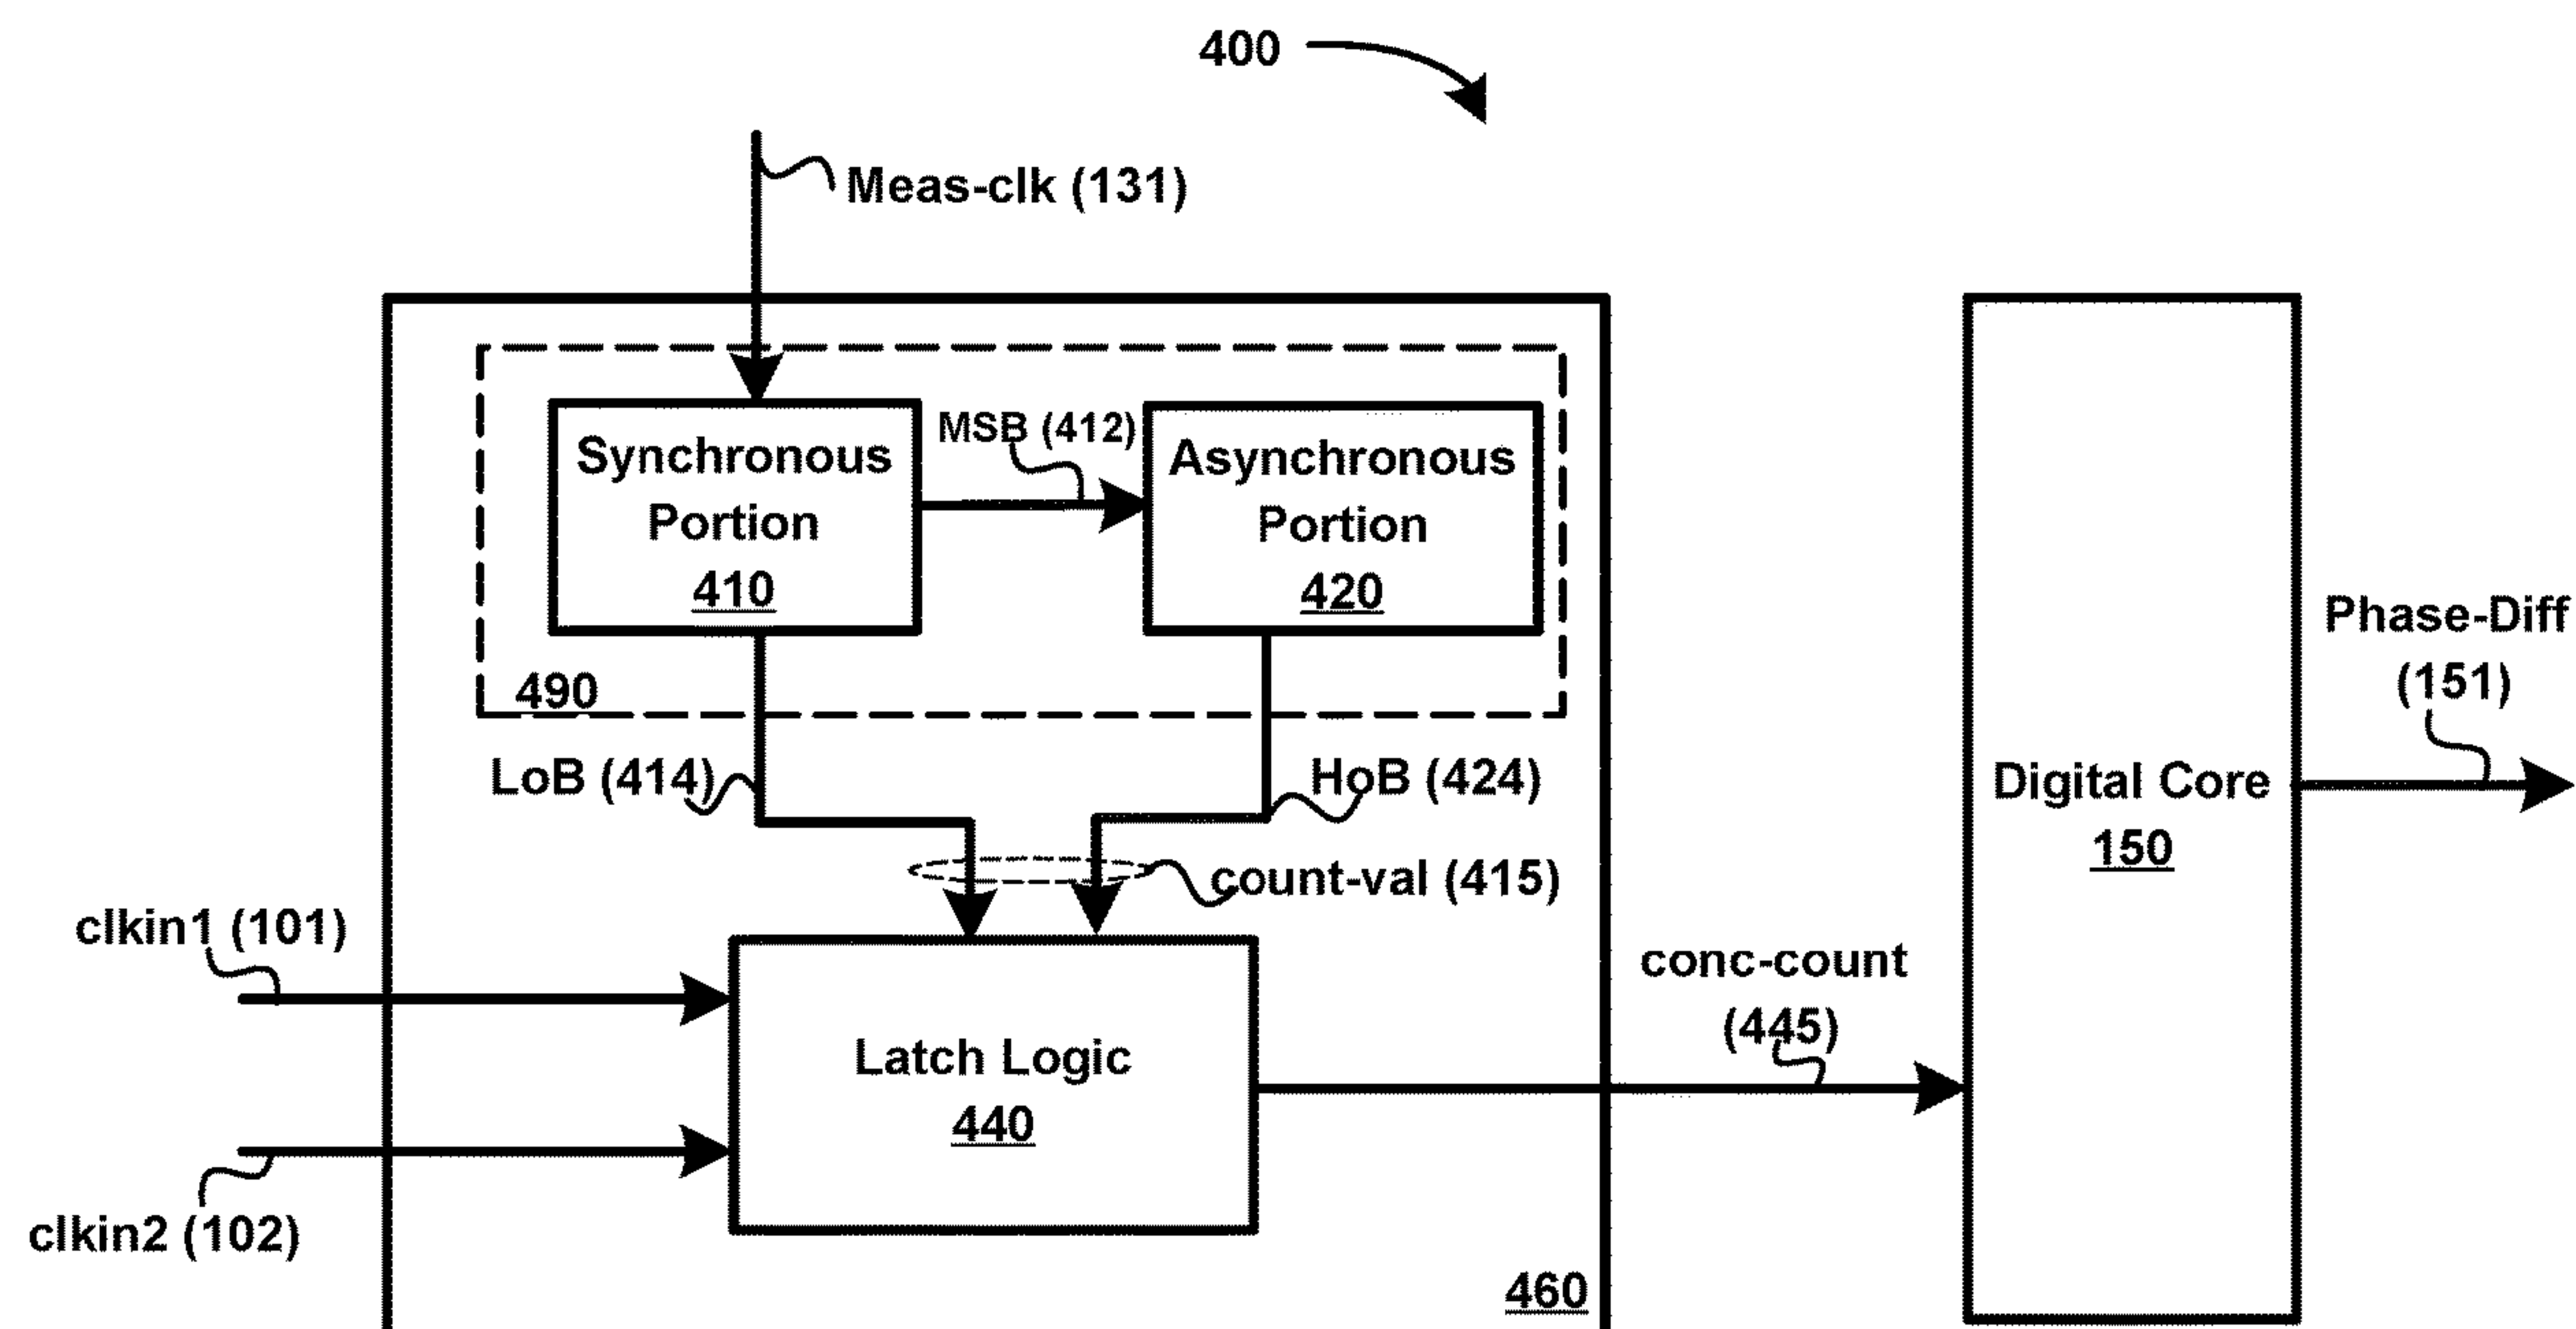 400
Meas-clk (131)
MSB (412)
Synchronous
Portion
410
Asynchronous
Portion
420
490
LoB (414)
HoB (424)
count-val (415)
clkin1 (101)
clkin2 (102)
Latch Logic
440
conc-count
(445)
460
Digital Core
150
Phase-Diff
(151)